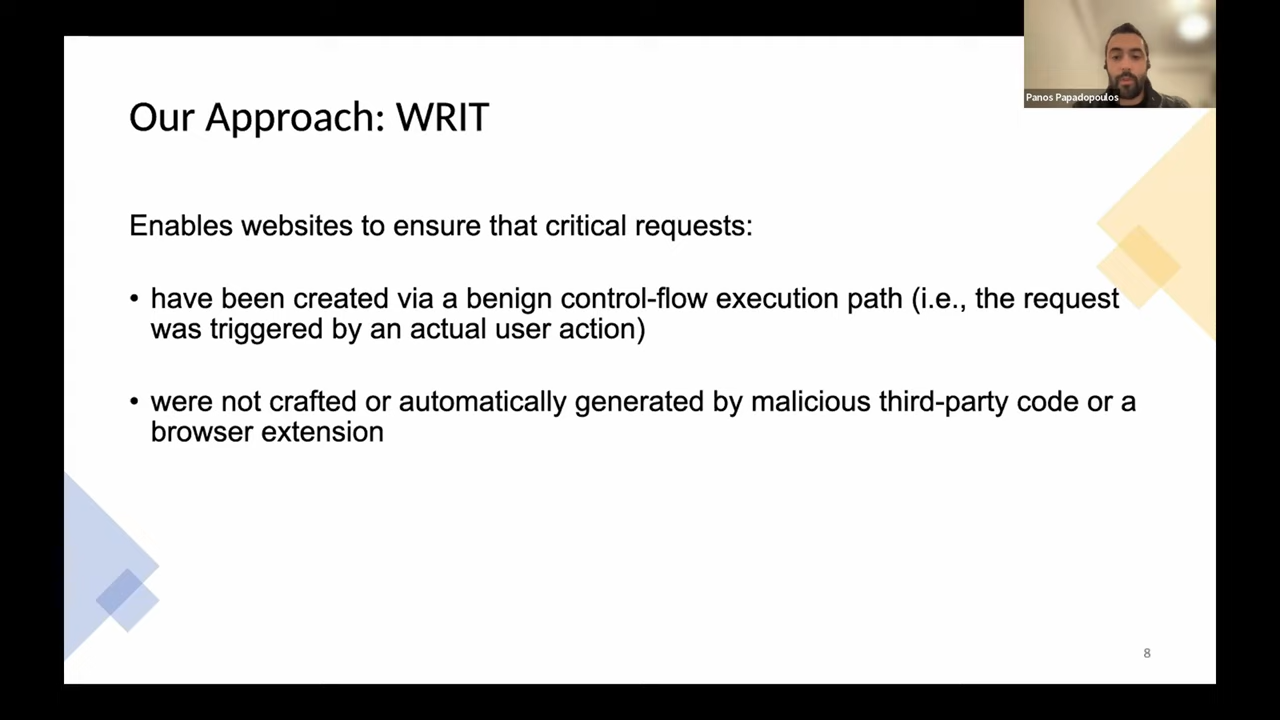 Panos Papadopoulos
Our Approach: WRIT
Enables websites to ensure that critical requests:
• have been created via a benign control-flow execution path (i.e., the request
was triggered by an actual user action)
• were not crafted or automatically generated by malicious third-party code or a
browser extension
8